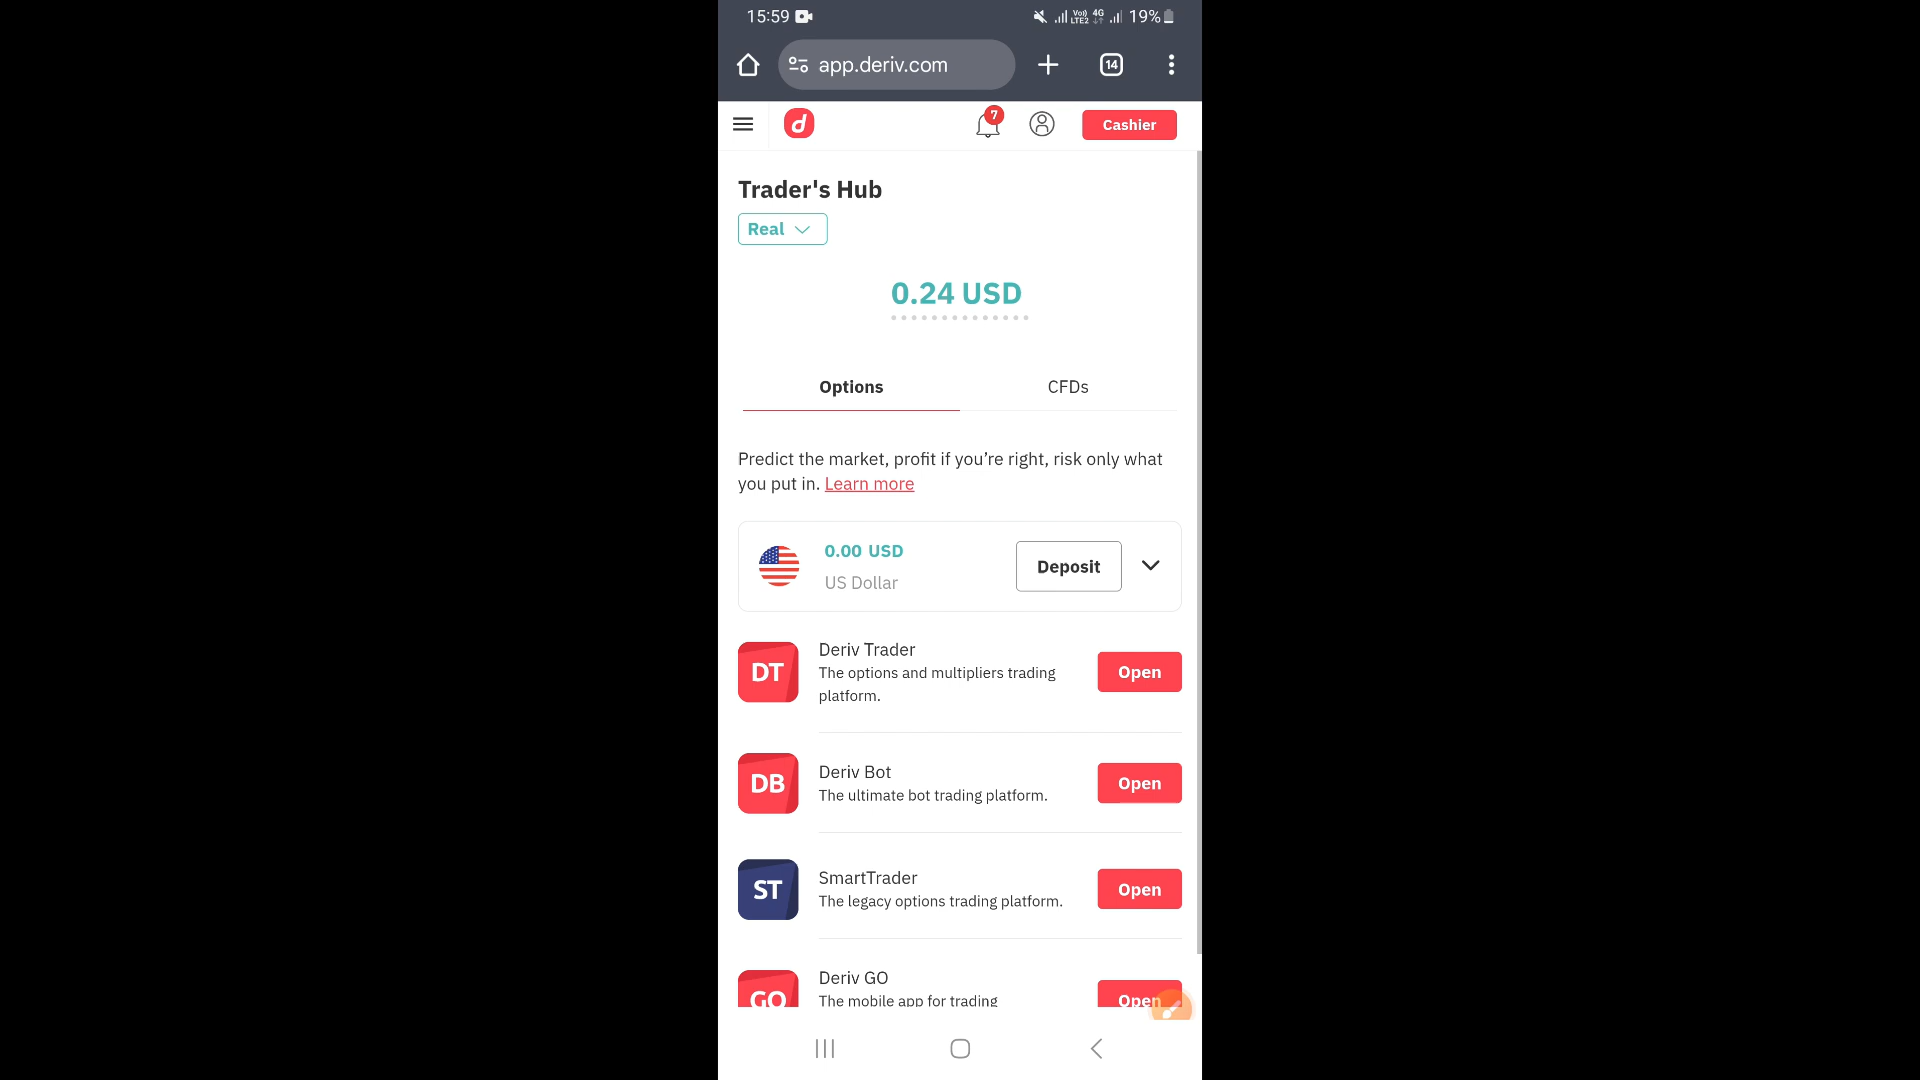 15:59
Vo)) LTE2 4G 19%
app.deriv.com
14
d
7
Cashier
Trader's Hub
Real
0.24 USD
Options
CFDs
Predict the market, profit if you’re right, risk only what
you put in. Learn more
0.00 USD
US Dollar
Deposit
DT
Deriv Trader
The options and multipliers trading
platform.
Open
DB
Deriv Bot
The ultimate bot trading platform.
Open
ST
SmartTrader
The legacy options trading platform.
Open
GO
Deriv GO
The mobile app for trading
Open